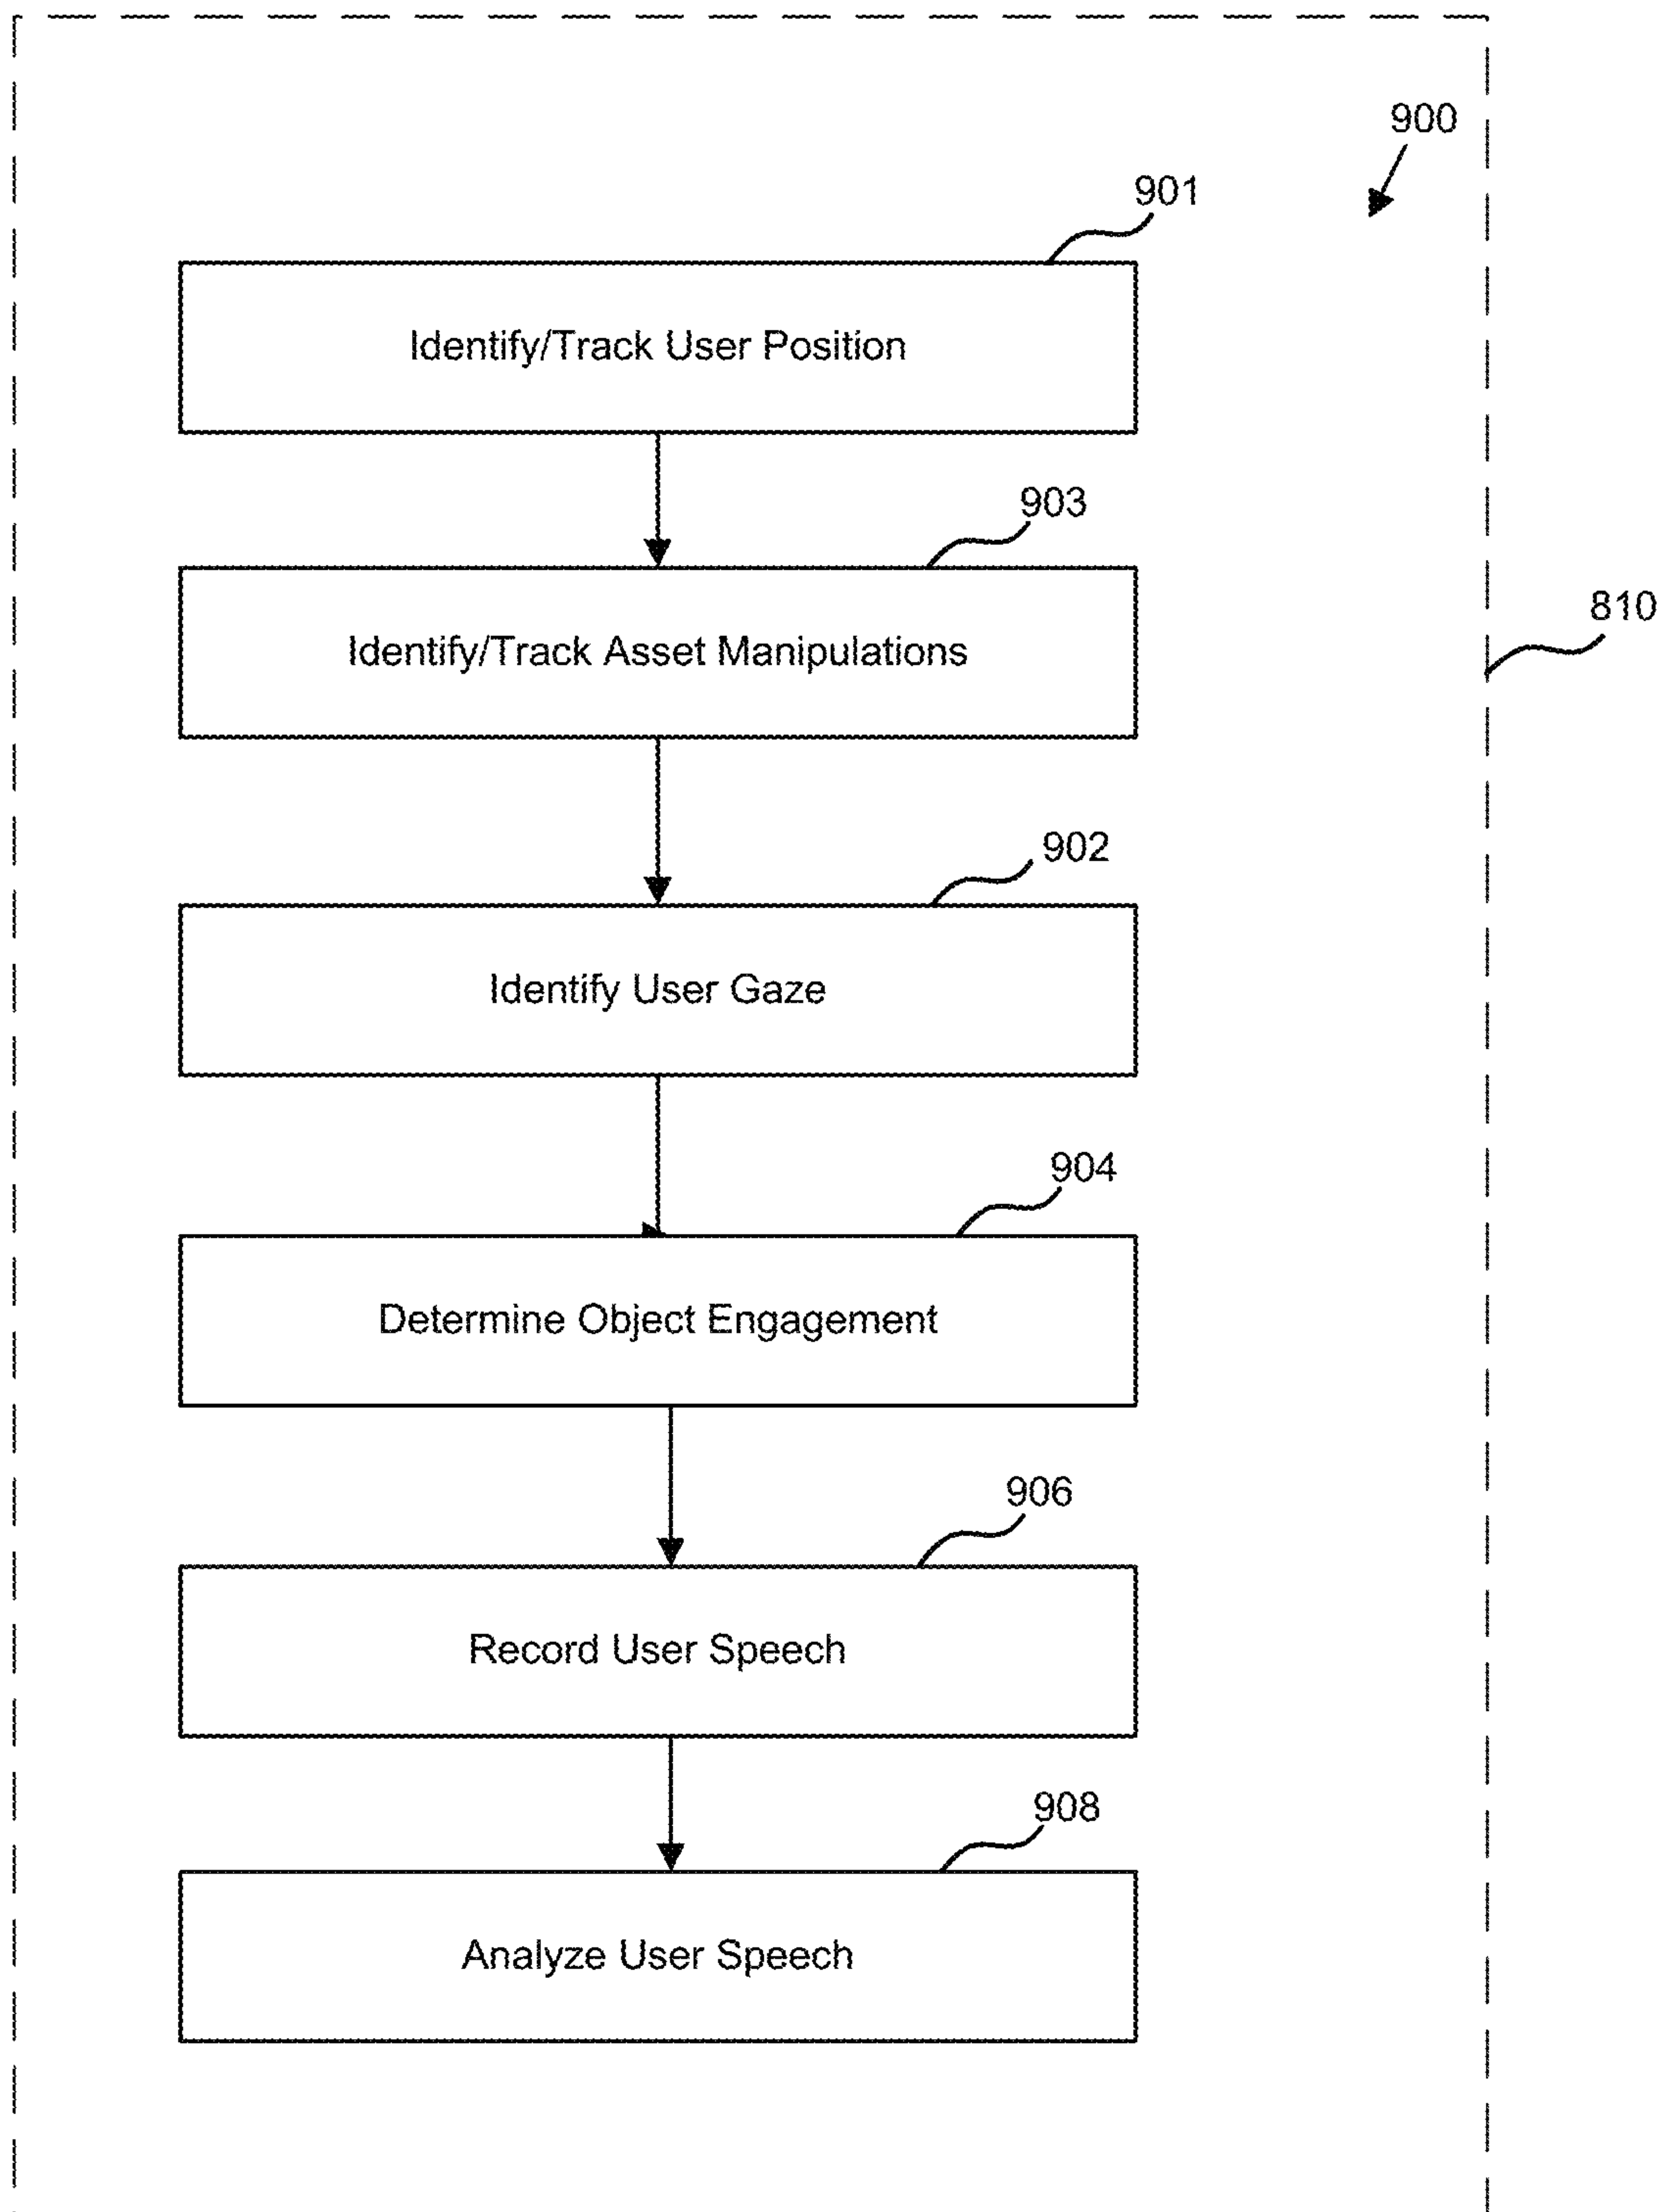 900
901
Identify/Track User Position
903
Identify/Track Asset Manipulations
810
902
Identify User Gaze
904
Determine Object Engagement
906
Record User Speech
908
Analyze User Speech